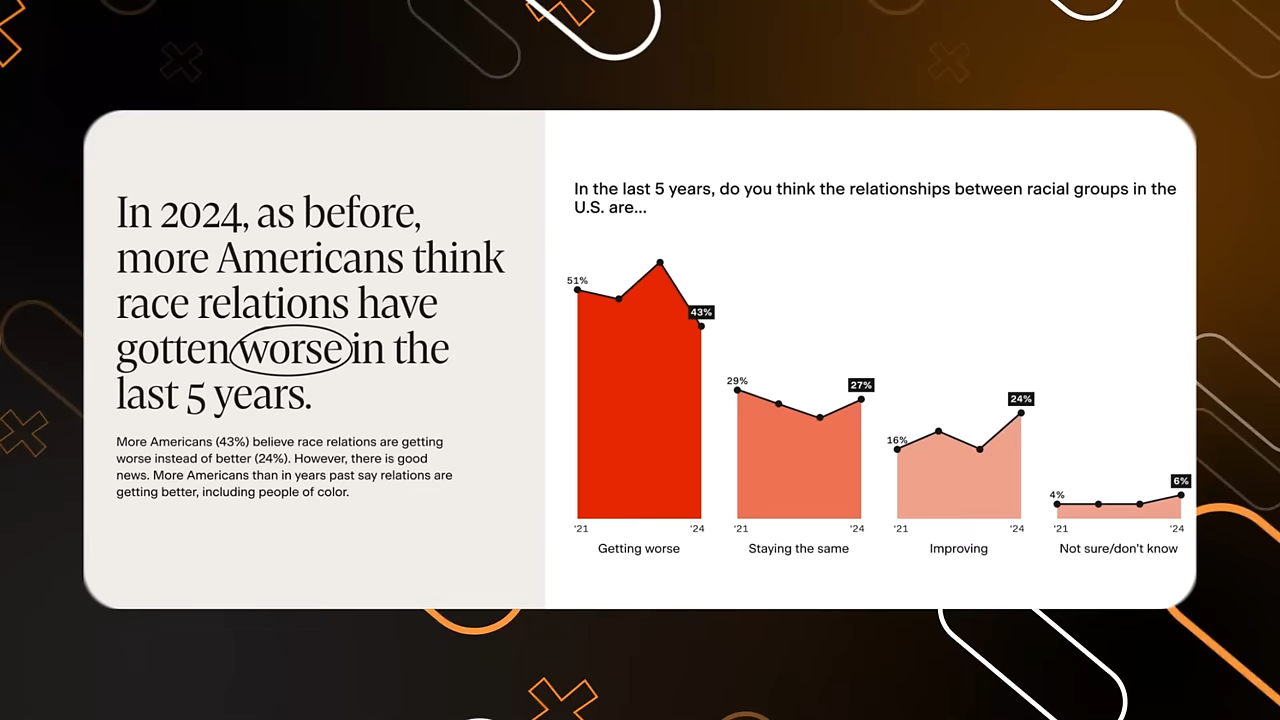 In 2024, as before,
more Americans think
race relations have
gotten worse in the
last 5 years.
More Americans (43%) believe race relations are getting
worse instead of better (24%). However, there is good
news. More Americans than in years past say relations are
getting better, including people of color.
In the last 5 years, do you think the relationships between racial groups in the
U.S. are...
51%
43%
'21
'24
Getting worse
29%
27%
'21
'24
Staying the same
16%
24%
'21
'24
Improving
4%
6%
'21
'24
Not sure/don't know